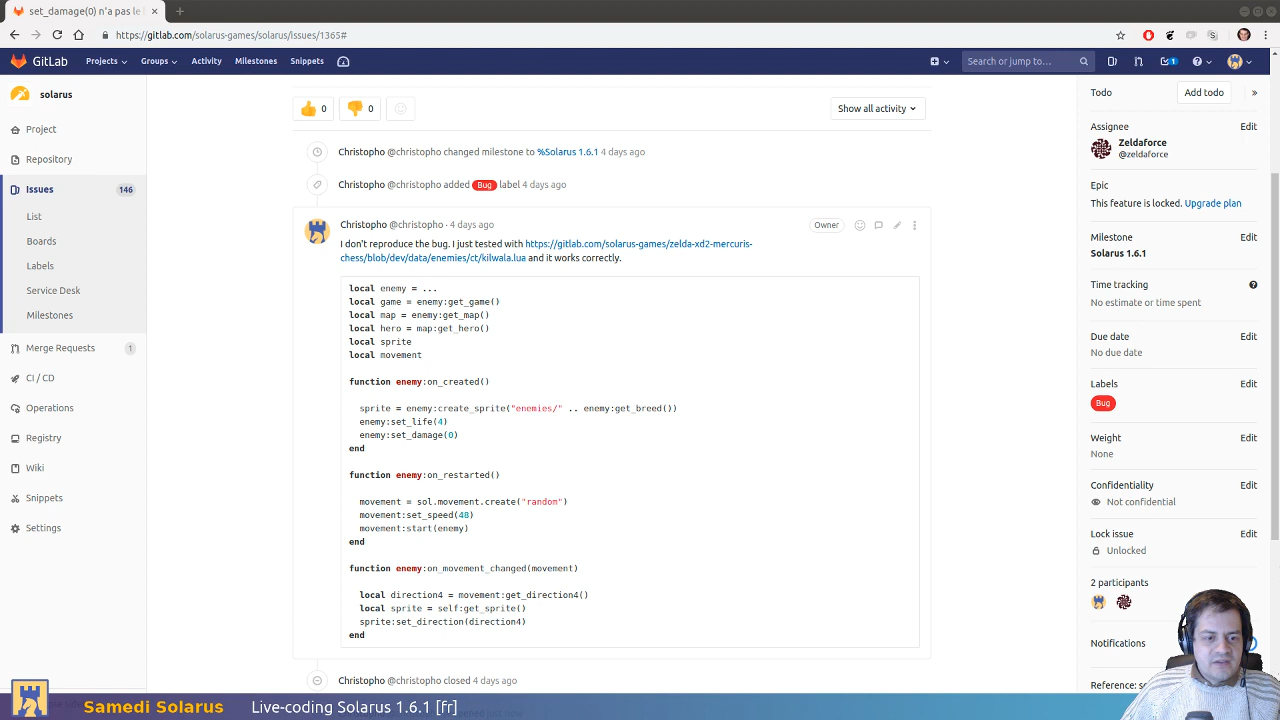 set_damage(0) n'a pas le
https://gitlab.com/solarus-games/solarus/issues/1365#
GitLab
Projects
Groups
Activity
Milestones
Snippets
Search or jump to…
1
solarus
Project
Repository
Issues
146
List
Boards
Labels
Service Desk
Milestones
Merge Requests
1
CI / CD
Operations
Registry
Wiki
Snippets
Settings
0
0
Show all activity
Christopho @christopho changed milestone to %Solarus 1.6.1 4 days ago
Christopho @christopho added Bug label 4 days ago
Christopho @christopho · 4 days ago
Owner
I don't reproduce the bug. I just tested with https://gitlab.com/solarus-games/zelda-xd2-mercuris-
chess/blob/dev/data/enemies/ct/kilwala.lua and it works correctly.
local enemy = ...
local game = enemy:get_game()
local map = enemy:get_map()
local hero = map:get_hero()
local sprite
local movement
function enemy:on_created()
sprite = enemy:create_sprite("enemies/" .. enemy:get_breed())
enemy:set_life(4)
enemy:set_damage(0)
end
function enemy:on_restarted()
movement = sol.movement.create("random")
movement:set_speed(48)
movement:start(enemy)
end
function enemy:on_movement_changed(movement)
local direction4 = movement:get_direction4()
local sprite = self:get_sprite()
sprite:set_direction(direction4)
end
Christopho @christopho closed 4 days ago
Todo
Add todo
Assignee
Edit
Zeldaforce
@zeldaforce
Epic
This feature is locked. Upgrade plan
Milestone
Edit
Solarus 1.6.1
Time tracking
No estimate or time spent
Due date
Edit
No due date
Labels
Edit
Bug
Weight
Edit
None
Confidentiality
Edit
Not confidential
Lock issue
Edit
Unlocked
2 participants
Notifications
Samedi Solarus
Live-coding Solarus 1.6.1 [fr]